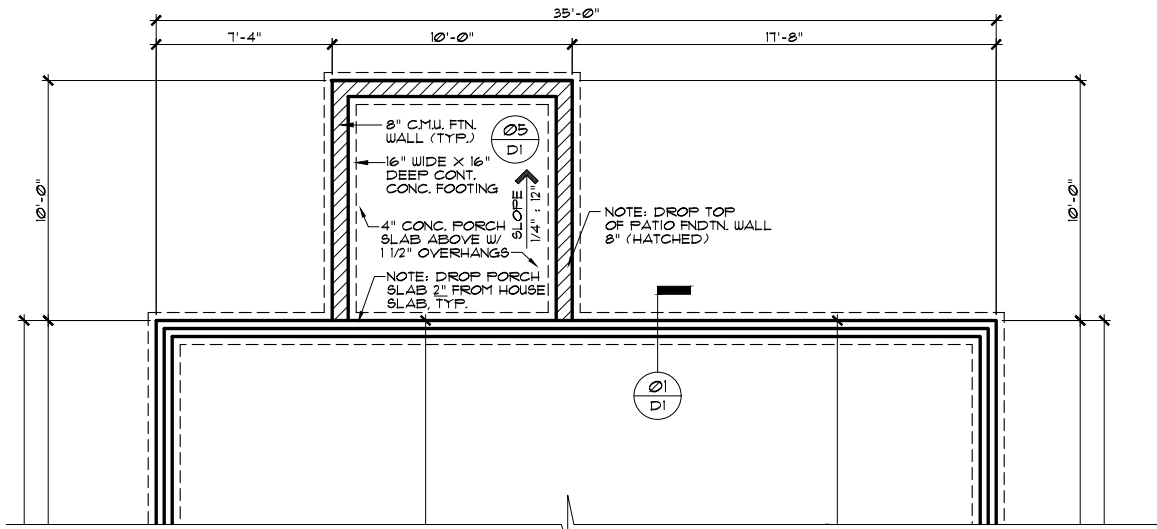 35'-0"
7'-4"
10'-0"
17'-8"
8" C.M.U. FTN.
WALL (TYP.)
05
D1
16" WIDE X 16"
DEEP CONT.
CONC. FOOTING
SLOPE
1/4" : 12"
10'-0"
10'-0"
NOTE: DROP TOP
OF PATIO FNDTN. WALL
8" (HATCHED)
4" CONC. PORCH
SLAB ABOVE W/
1 1/2" OVERHANGS
NOTE: DROP PORCH
SLAB 2" FROM HOUSE
SLAB, TYP.
01
D1